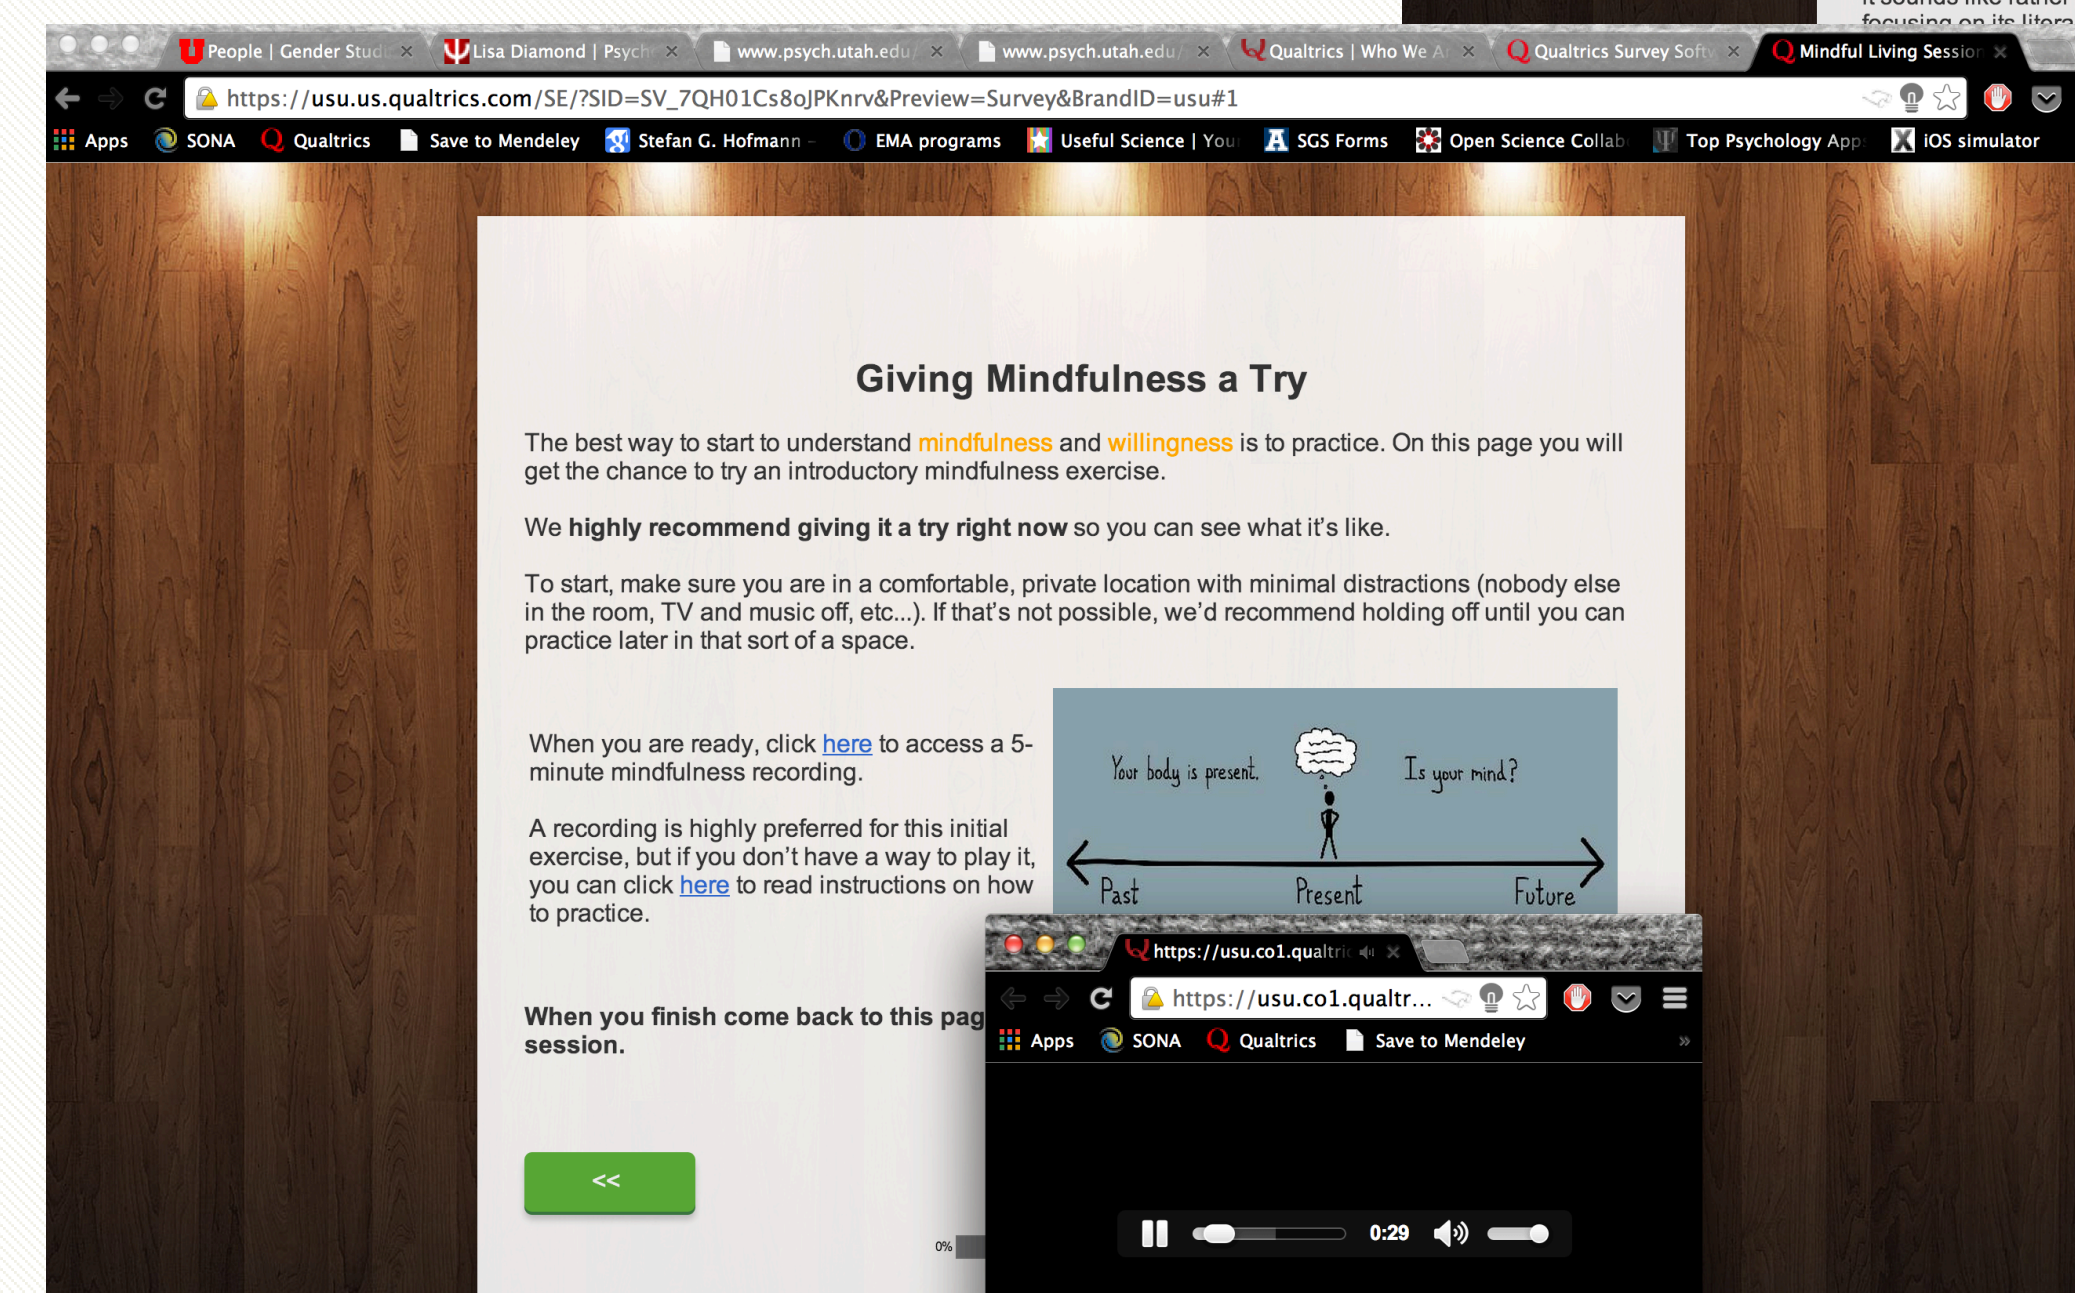 it sounds like rather
focusing on its litera
People | Gender Studi
Lisa Diamond | Psych
www.psych.utah.edu/
www.psych.utah.edu/
Qualtrics | Who We Ar
Qualtrics Survey Softw
Mindful Living Session
https://usu.us.qualtrics.com/SE/?SID=SV_7QH01Cs8oJPKnrv&Preview=Survey&BrandID=usu#1
Apps SONA Qualtrics Save to Mendeley Stefan G. Hofmann – EMA programs Useful Science | You SGS Forms Open Science Collab Top Psychology App iOS simulator
Giving Mindfulness a Try
The best way to start to understand mindfulness and willingness is to practice. On this page you will
get the chance to try an introductory mindfulness exercise.
We highly recommend giving it a try right now so you can see what it's like.
To start, make sure you are in a comfortable, private location with minimal distractions (nobody else
in the room, TV and music off, etc...). If that's not possible, we'd recommend holding off until you can
practice later in that sort of a space.
When you are ready, click here to access a 5-
minute mindfulness recording.
A recording is highly preferred for this initial
exercise, but if you don't have a way to play it,
you can click here to read instructions on how
to practice.
Your body is present. Is your mind?
Past Present Future
When you finish come back to this pag
session.
<<
0%
https://usu.co1.qualtric
https://usu.co1.qualtr...
Apps SONA Qualtrics Save to Mendeley »
0:29